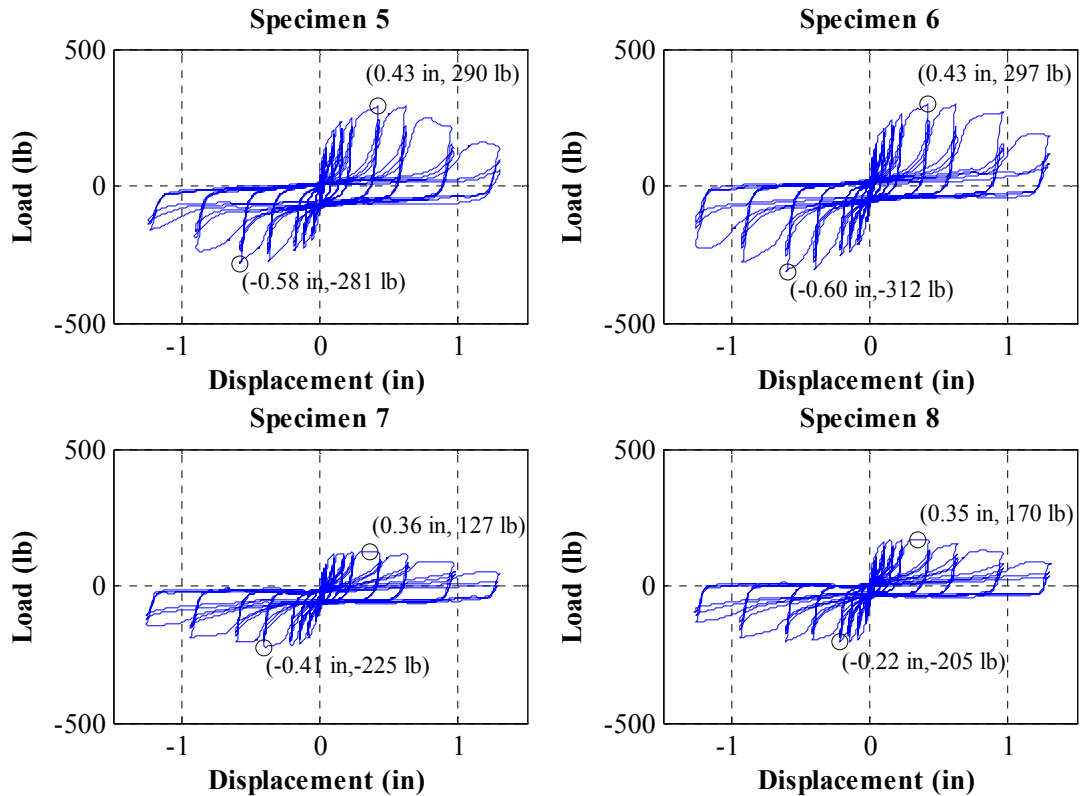 Specimen 5
500
(0.43 in, 290 lb)
Load (lb)
0
(-0.58 in,-281 lb)
-500
-1
0
1
Displacement (in)
Specimen 6
500
(0.43 in, 297 lb)
Load (lb)
0
(-0.60 in,-312 lb)
-500
-1
0
1
Displacement (in)
Specimen 7
500
(0.36 in, 127 lb)
Load (lb)
0
(-0.41 in,-225 lb)
-500
-1
0
1
Displacement (in)
Specimen 8
500
(0.35 in, 170 lb)
Load (lb)
0
(-0.22 in,-205 lb)
-500
-1
0
1
Displacement (in)